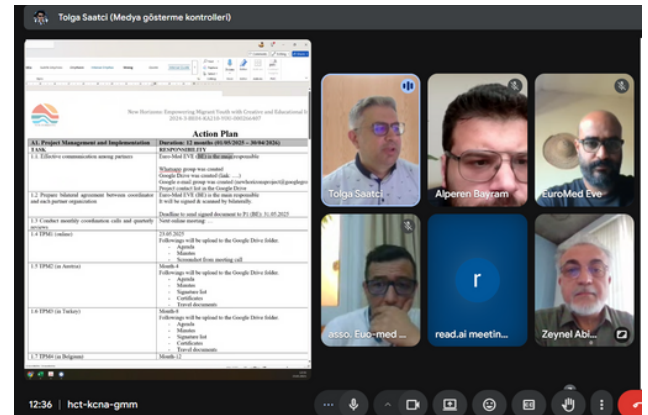 Tolga Saatci (Medya gösterme kontrolleri)
New Horizons: Empowering Migrant Youth with Creative and Educational
Action Plan
A1. Project Management and Implementation
Duration: 12 months (01/05/2025 – 30/04/2026)
TASK
RESPONSIBILITY
1.1. Effective communication among partners
Euro-Med EVE (BE) is the main responsible
Whatsapp group was created
Google Drive was created (link: ….)
Google e-mail group was created
Project contact list in the Google Drive
1.2 Prepare bilateral agreement between coordinator
and each partner organization
Euro-Med EVE (BE) is the main responsible
It will be signed & scanned by bilaterally.
Deadline to send signed document to P1 (BE): 31.05.2025
1.3 Conduct monthly coordination calls and quarterly
reviews
Next online meeting: …
1.4 TPM1 (online)
23.05.2025
Followings will be upload to the Google Drive folder:
- Agenda
- Minutes
- Screenshot from meeting call
1.5 TPM2 (in Austria)
Month-4
Followings will be upload to the Google Drive folder:
- Agenda
- Minutes
- Signature list
- Certificates
- Travel documents
1.6 TPM3 (in Turkey)
Month-8
Followings will be upload to the Google Drive folder:
- Agenda
- Minutes
- Signature list
- Certificates
- Travel documents
1.7 TPM4 (in Belgium)
Month-12
Tolga Saatci
Alperen Bayram
EuroMed Eve
asso. Euo-med ...
r
read.ai meetin...
Zeynel Abi...
12:36 | hct-kcna-gmm